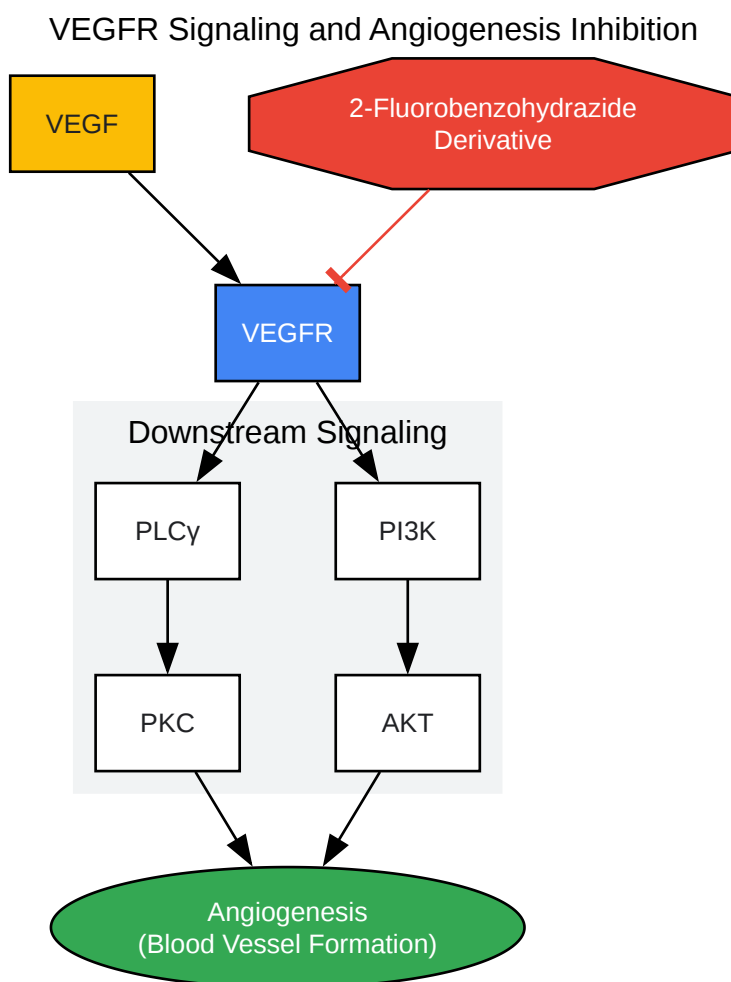 VEGFR Signaling and Angiogenesis Inhibition
VEGF
2-Fluorobenzohydrazide
Derivative
VEGFR
Downstream Signaling
PLCγ
PI3K
PKC
AKT
Angiogenesis
(Blood Vessel Formation)